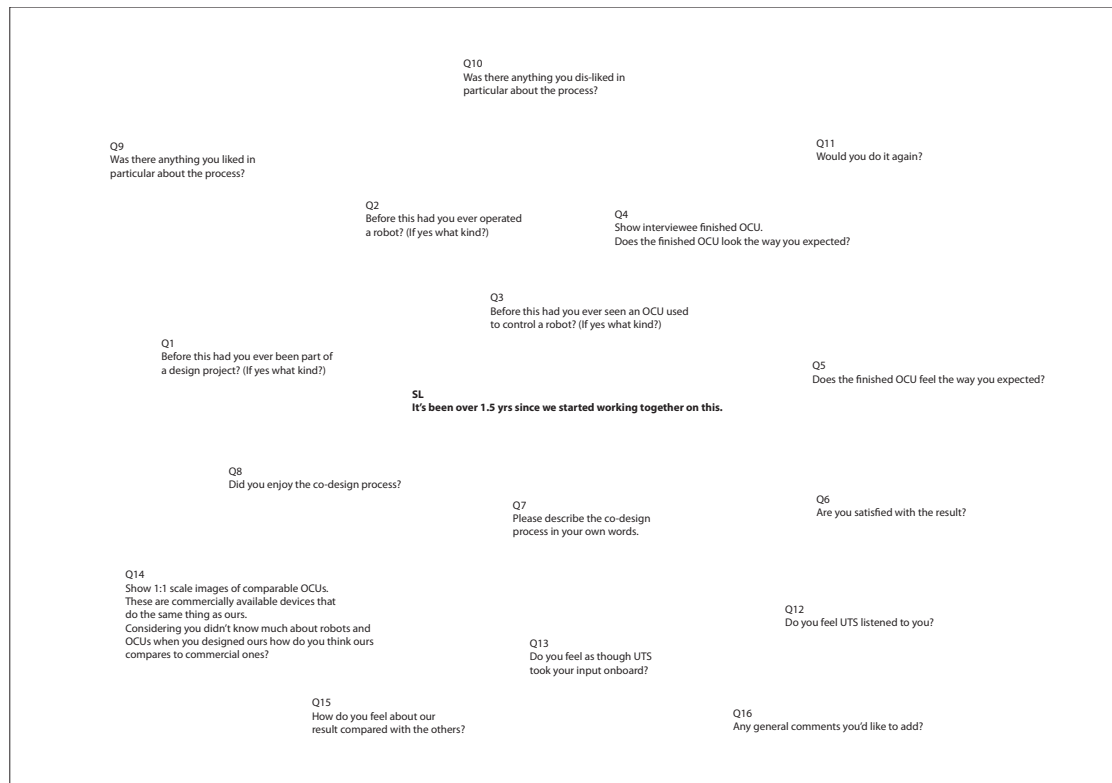 Q10
Was there anything you dis-liked in
particular about the process?
Q9
Was there anything you liked in
particular about the process?
Q11
Would you do it again?
Q2
Before this had you ever operated
a robot? (If yes what kind?)
Q4
Show interviewee finished OCU.
Does the finished OCU look the way you expected?
Q3
Before this had you ever seen an OCU used
to control a robot? (If yes what kind?)
Q1
Before this had you ever been part of
a design project? (If yes what kind?)
Q5
Does the finished OCU feel the way you expected?
SL
It's been over 1.5 yrs since we started working together on this.
Q8
Did you enjoy the co-design process?
Q7
Please describe the co-design
process in your own words.
Q6
Are you satisfied with the result?
Q14
Show 1:1 scale images of comparable OCUs.
These are commercially available devices that
do the same thing as ours.
Considering you didn't know much about robots and
OCUs when you designed ours how do you think ours
compares to commercial ones?
Q12
Do you feel UTS listened to you?
Q13
Do you feel as though UTS
took your input onboard?
Q15
How do you feel about our
result compared with the others?
Q16
Any general comments you'd like to add?